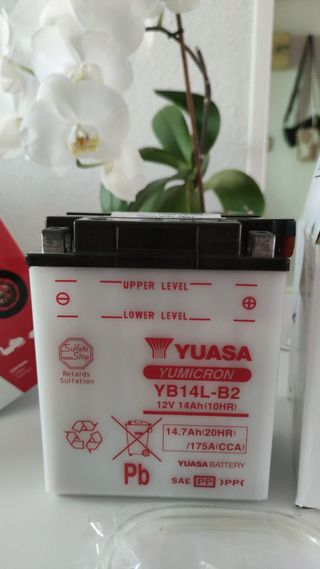 UPPER LEVEL
LOWER LEVEL
Sulfate Stop
Retards
Sulfation
YUASA
YUMICRON
YB14L-B2
12V 14Ah(10HR)
14.7Ah(20HR)
/175A(CCA)
Pb
YUASA BATTERY
SAE PP >PP<